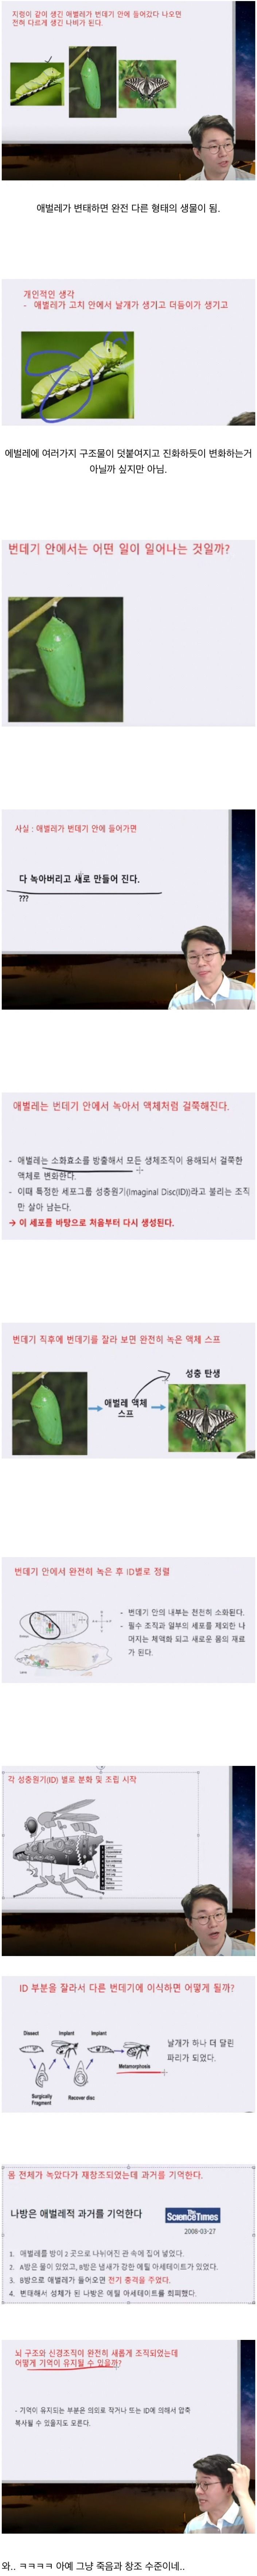 지렁이 같이 생긴 애벌레가 번데기 안에 들어갔다 나오면
전혀 다르게 생긴 나비가 된다.
애벌레가 변태하면 완전 다른 형태의 생물이 됨.
개인적인 생각
- 애벌레가 고치 안에서 날개가 생기고 더듬이가 생기고
에벌레에 여러가지 구조물이 덧붙여지고 진화하듯이 변화하는거
아닐까 싶지만 아님.
번데기 안에서는 어떤 일이 일어나는 것일까?
사실 : 애벌레가 번데기 안에 들어가면
다 녹아버리고 새로 만들어 진다.
???
애벌레는 번데기 안에서 녹아서 액체처럼 걸쭉해진다.
- 애벌레는 소화효소를 방출해서 모든 생체조직이 용해되서 걸쭉한
액체로 변화한다.
- 이때 특정한 세포그룹 성충원기(Imaginal Disc(ID))라고 불리는 조직
만 살아 남는다.
→ 이 세포를 바탕으로 처음부터 다시 생성된다.
번데기 직후에 번데기를 잘라 보면 완전히 녹은 액체 스프
성충 탄생
애벌레 액체
스프
번데기 안에서 완전히 녹은 후 ID별로 정렬
- 번데기 안의 내부는 천천히 소화된다.
- 필수 조직과 일부의 세포를 제외한 나
머지는 체액화 되고 새로운 몸의 재료
가 된다.
각 성충원기(ID) 별로 분화 및 조립 시작
ID 부분을 잘라서 다른 번데기에 이식하면 어떻게 될까?
Dissect
Implant
Implant
날개가 하나 더 달린
파리가 되었다.
Metamorphosis
Surgically
Fragment
Recover disc
몸 전체가 녹았다가 재창조되었는데 과거를 기억한다.
나방은 애벌레적 과거를 기억한다
The ScienceTimes
2008-03-27
1. 애벌레를 방이 2 곳으로 나뉘어진 관 속에 집어 넣었다.
2. A방은 물이 있었고, B방은 냄새가 강한 에틸 아세테이트가 있었다.
3. B방으로 애벌레가 들어오면 전기 충격을 주었다.
4. 변태해서 성체가 된 나방은 에틸 아세테이트를 회피했다.
뇌 구조와 신경조직이 완전히 새롭게 조직되었는데
어떻게 기억이 유지될 수 있을까?
- 기억이 유지되는 부분은 의외로 작거나 또는 ID에 의해서 압축
복사될 수 있을지도 모른다.
와.. ㅋㅋㅋㅋ 아예 그냥 죽음과 창조 수준이네..